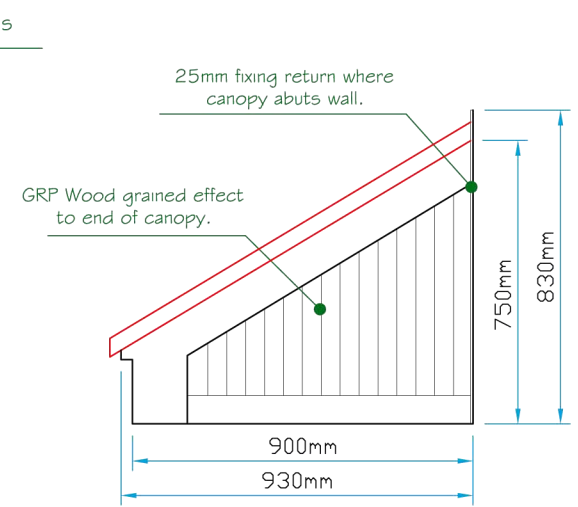 s
25mm fixing return where
canopy abuts wall.
GRP Wood grained effect
to end of canopy.
750mm
830mm
900mm
930mm